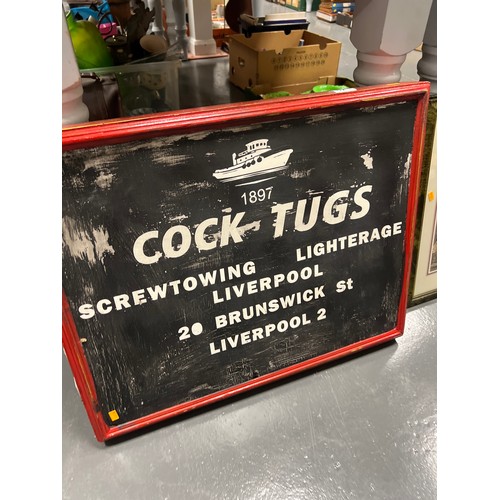 1897
COCK TUGS
SCREWTOWING LIGHTERAGE
LIVERPOOL
20 BRUNSWICK St
LIVERPOOL 2